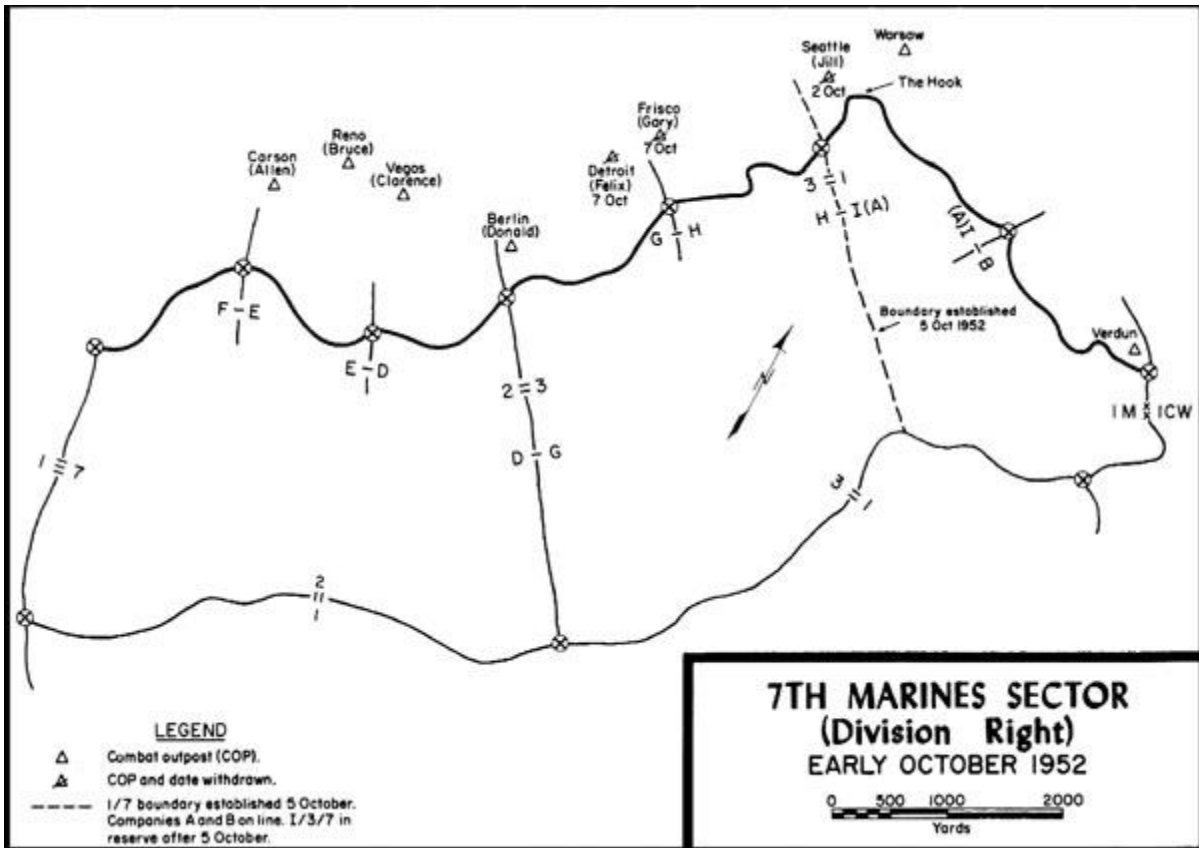 Warsaw
Seattle
(Jill)
2 Oct
The Hook
Frisco
(Gary)
7 Oct
Reno
(Bruce)
Carson
(Allen)
Vegas
(Clarence)
Detroit
(Felix)
7 Oct
3 1
H I(A)
Berlin
(Donald)
G H
(A)I B
F E
Boundary established
5 Oct 1952
Verdun
E D
2 3
N
1M 1CW
D G
1 7
3 1
2
1
LEGEND
Combat outpost (COP).
COP and date withdrawn.
1/7 boundary established 5 October.
Companies A and B on line. I/3/7 in
reserve after 5 October.
7TH MARINES SECTOR
(Division Right)
EARLY OCTOBER 1952
0 500 1000 2000
Yards